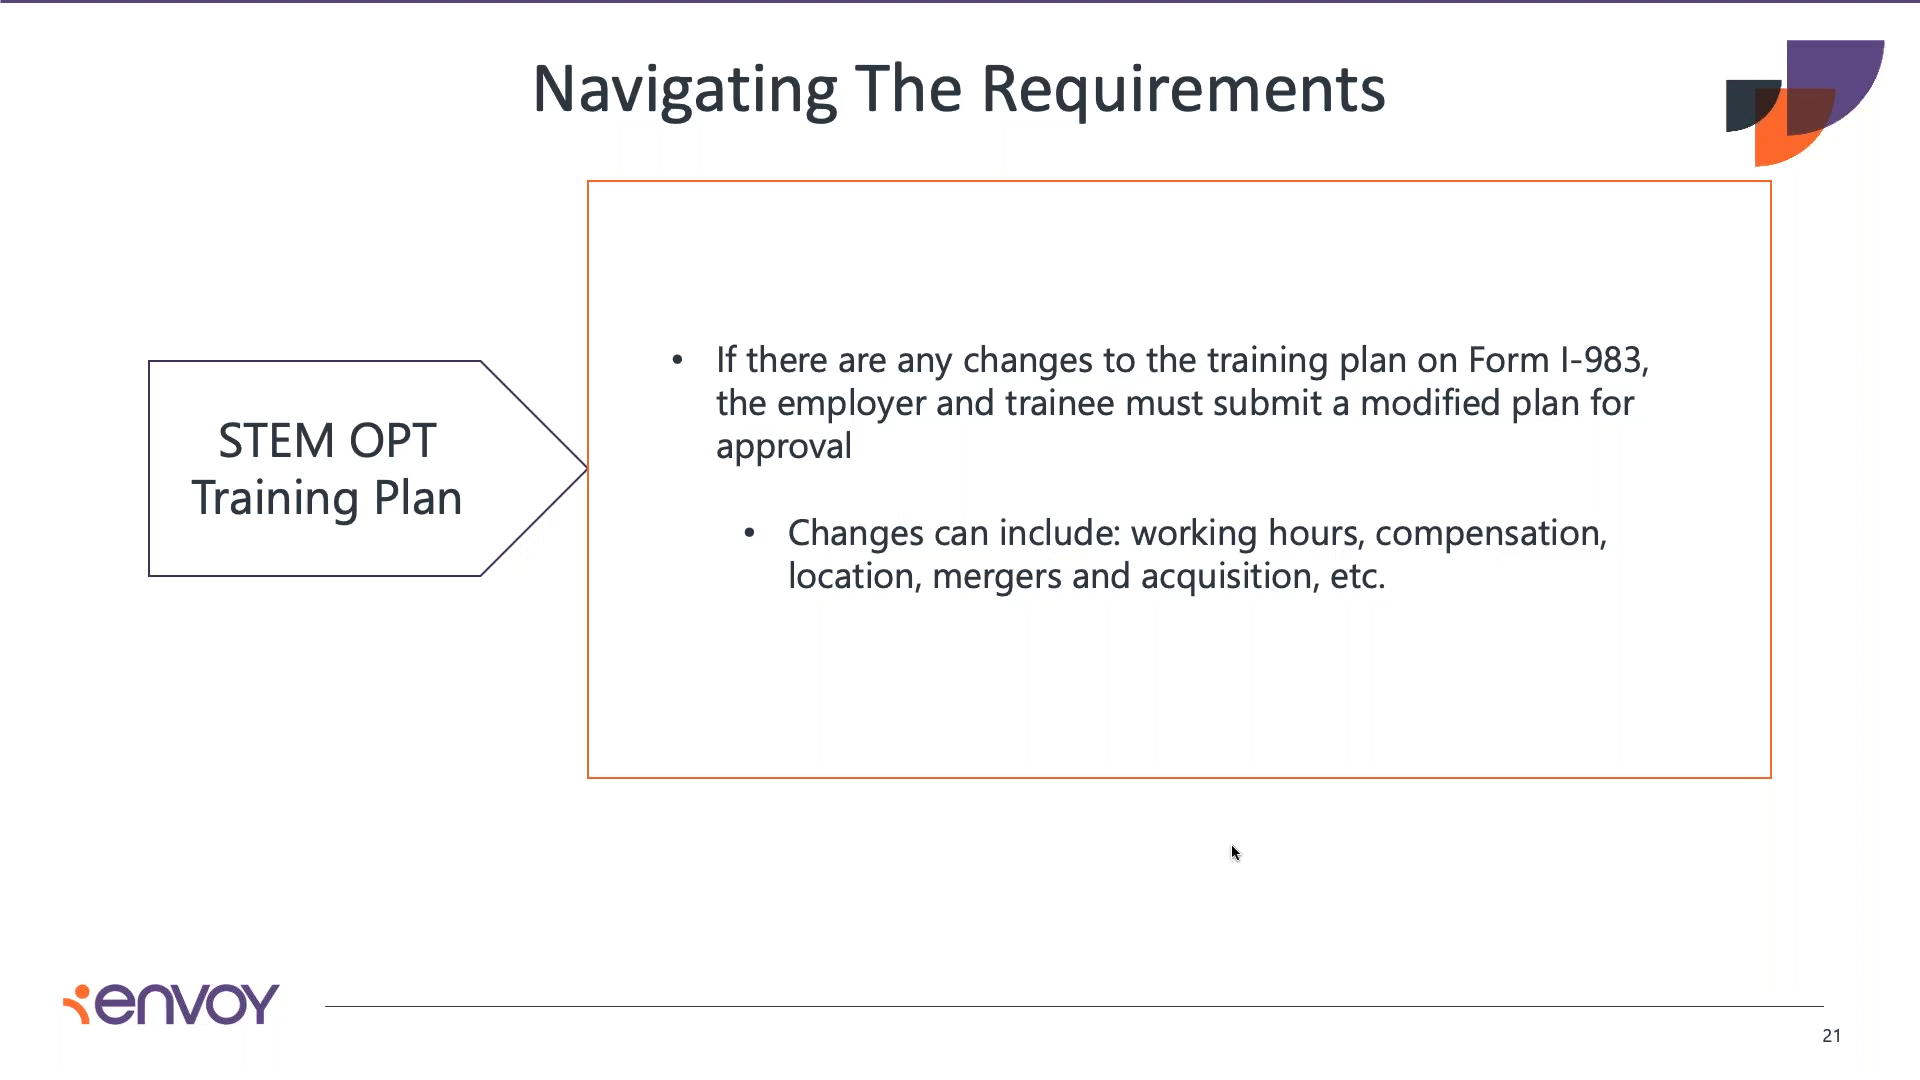 Navigating The Requirements
STEM OPT
Training Plan
• If there are any changes to the training plan on Form I-983,
the employer and trainee must submit a modified plan for
approval
• Changes can include: working hours, compensation,
location, mergers and acquisition, etc.
envoy
21